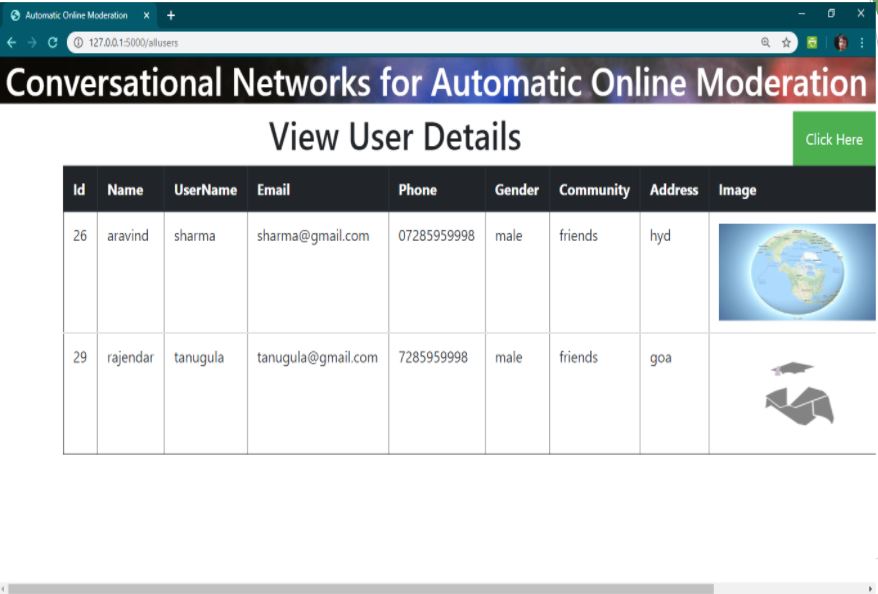 Automatic Online Moderation
127.0.0.1:5000/allusers
Conversational Networks for Automatic Online Moderation
View User Details
Click Here
Id Name UserName Email Phone Gender Community Address Image
26 aravind sharma sharma@gmail.com 07285959998 male friends hyd
29 rajendar tanugula tanugula@gmail.com 7285959998 male friends goa